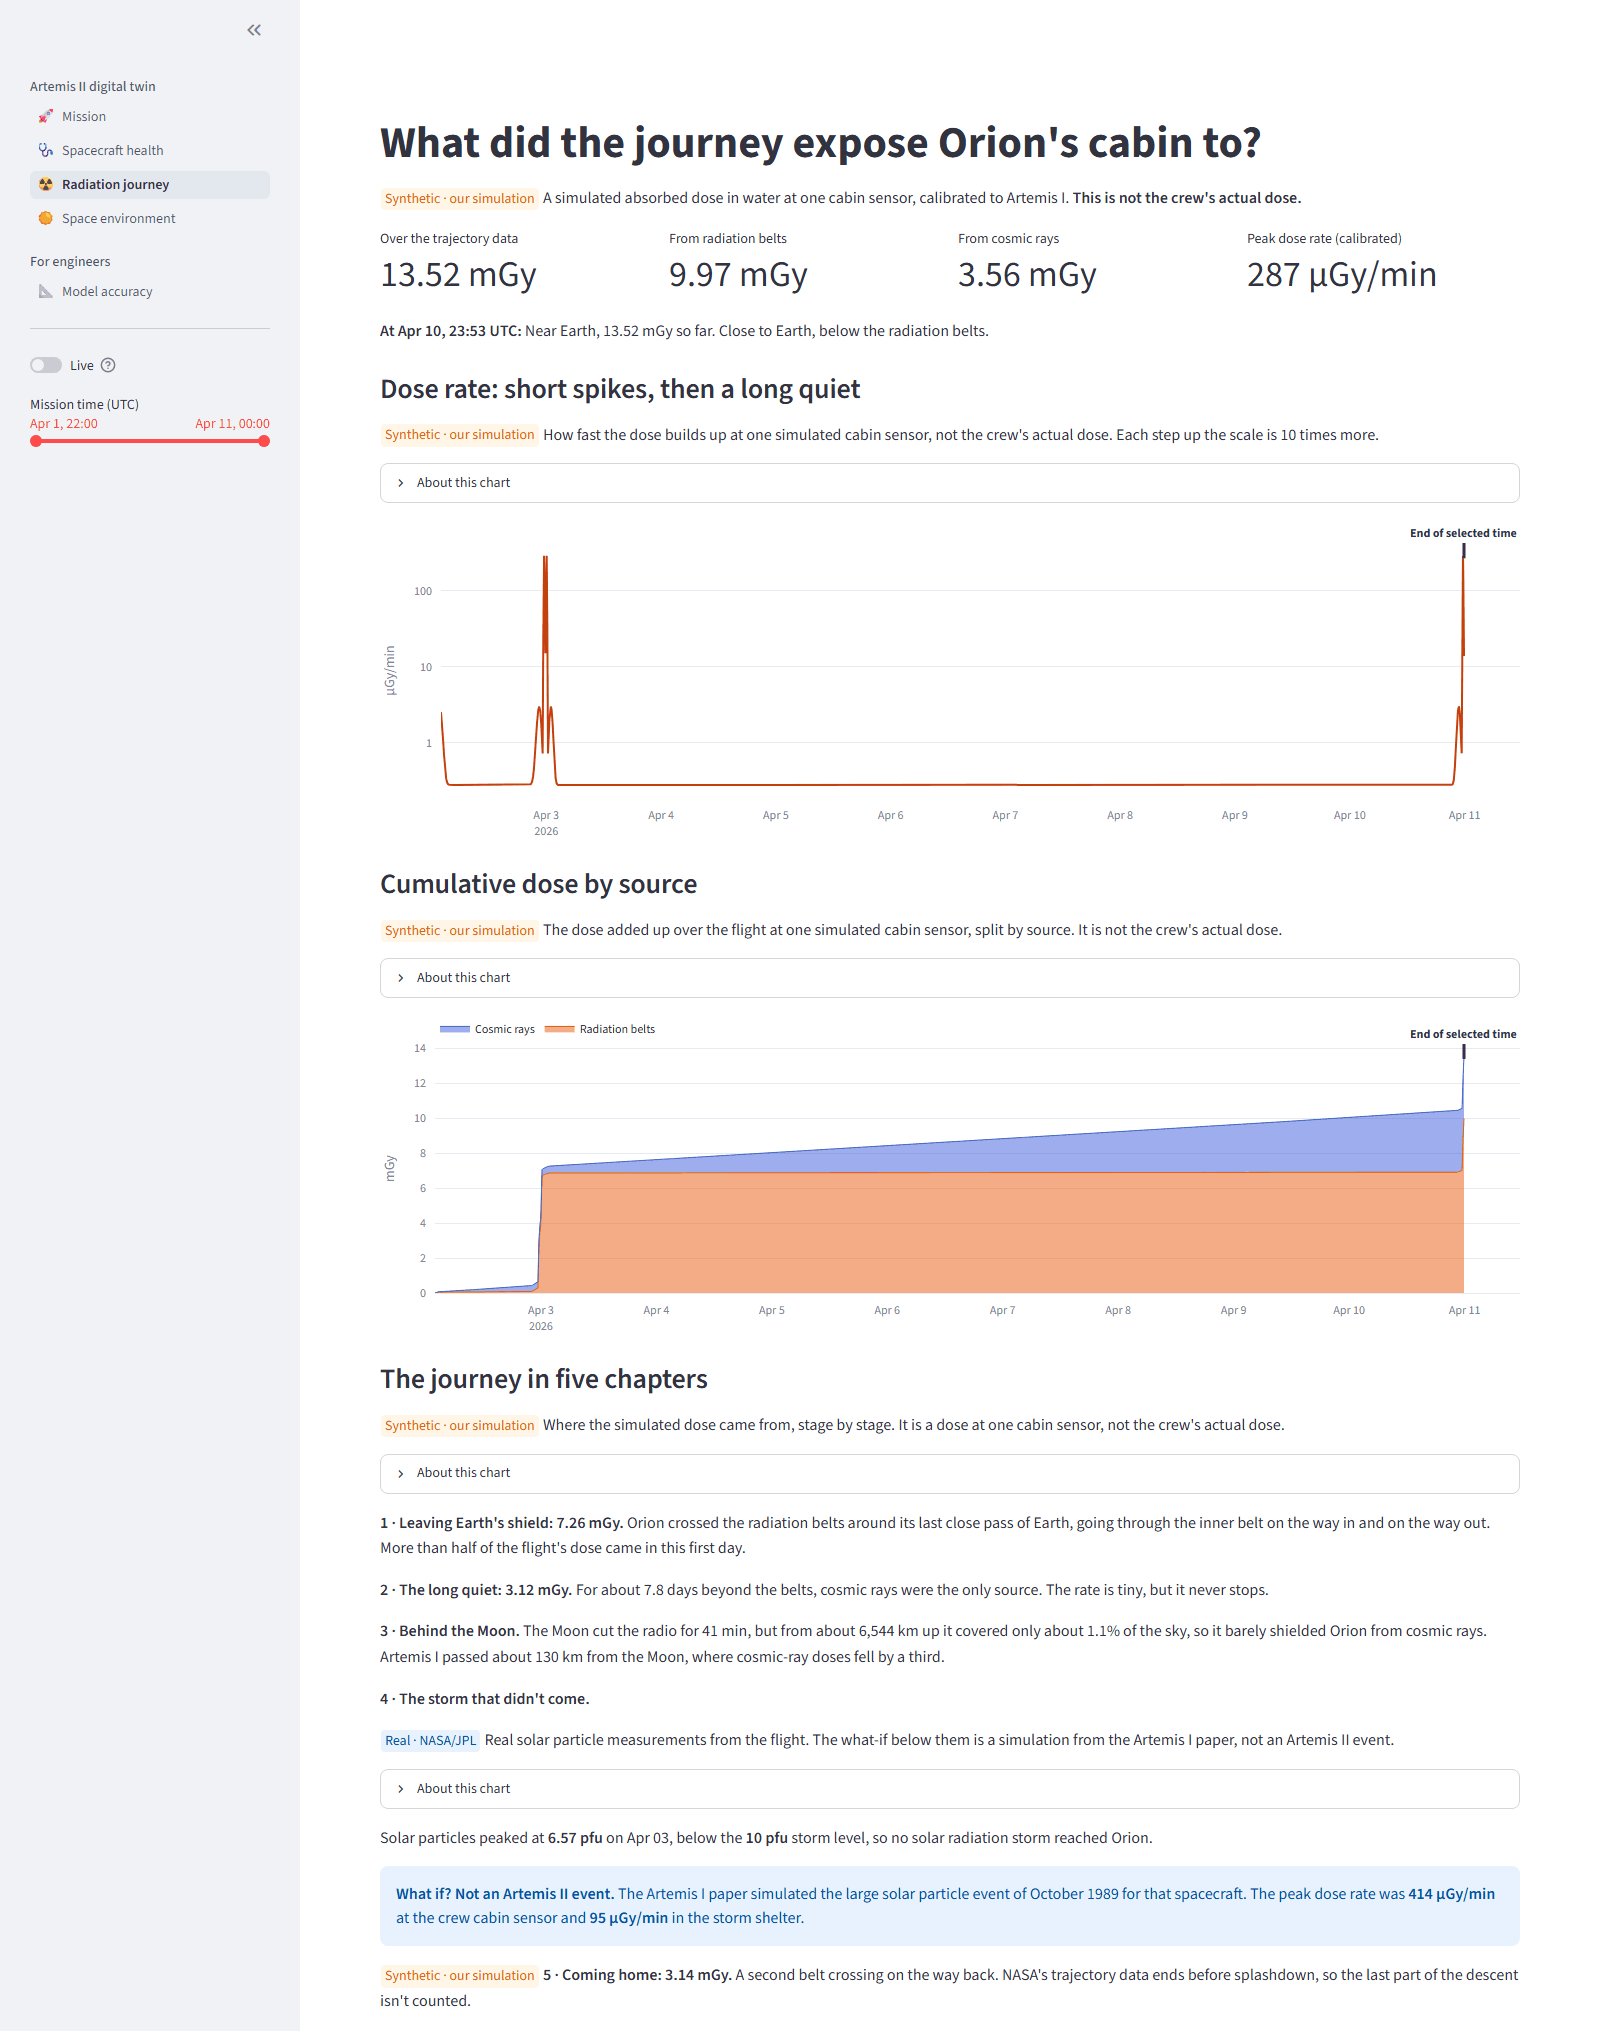 Artemis II digital twin
Mission
Spacecraft health
Radiation journey
Space environment
For engineers
Model accuracy
Live
Mission time (UTC)
Apr 1, 22:00 Apr 11, 00:00
What did the journey expose Orion's cabin to?
Synthetic · our simulation A simulated absorbed dose in water at one cabin sensor, calibrated to Artemis I. This is not the crew's actual dose.
Over the trajectory data From radiation belts From cosmic rays Peak dose rate (calibrated)
13.52 mGy 9.97 mGy 3.56 mGy 287 µGy/min
At Apr 10, 23:53 UTC: Near Earth, 13.52 mGy so far. Close to Earth, below the radiation belts.
Dose rate: short spikes, then a long quiet
Synthetic · our simulation How fast the dose builds up at one simulated cabin sensor, not the crew's actual dose. Each step up the scale is 10 times more.
About this chart
End of selected time
100
10
1
µGy/min
Apr 3 Apr 4 Apr 5 Apr 6 Apr 7 Apr 8 Apr 9 Apr 10 Apr 11
2026
Cumulative dose by source
Synthetic · our simulation The dose added up over the flight at one simulated cabin sensor, split by source. It is not the crew's actual dose.
About this chart
Cosmic rays Radiation belts
End of selected time
14
12
10
8
6
4
2
0
mGy
Apr 3 Apr 4 Apr 5 Apr 6 Apr 7 Apr 8 Apr 9 Apr 10 Apr 11
2026
The journey in five chapters
Synthetic · our simulation Where the simulated dose came from, stage by stage. It is a dose at one cabin sensor, not the crew's actual dose.
About this chart
1 · Leaving Earth's shield: 7.26 mGy. Orion crossed the radiation belts around its last close pass of Earth, going through the inner belt on the way in and on the way out.
More than half of the flight's dose came in this first day.
2 · The long quiet: 3.12 mGy. For about 7.8 days beyond the belts, cosmic rays were the only source. The rate is tiny, but it never stops.
3 · Behind the Moon. The Moon cut the radio for 41 min, but from about 6,544 km up it covered only about 1.1% of the sky, so it barely shielded Orion from cosmic rays.
Artemis I passed about 130 km from the Moon, where cosmic-ray doses fell by a third.
4 · The storm that didn't come.
Real · NASA/JPL Real solar particle measurements from the flight. The what-if below them is a simulation from the Artemis I paper, not an Artemis II event.
About this chart
Solar particles peaked at 6.57 pfu on Apr 03, below the 10 pfu storm level, so no solar radiation storm reached Orion.
What if? Not an Artemis II event. The Artemis I paper simulated the large solar particle event of October 1989 for that spacecraft. The peak dose rate was 414 µGy/min
at the crew cabin sensor and 95 µGy/min in the storm shelter.
Synthetic · our simulation 5 · Coming home: 3.14 mGy. A second belt crossing on the way back. NASA's trajectory data ends before splashdown, so the last part of the descent
isn't counted.